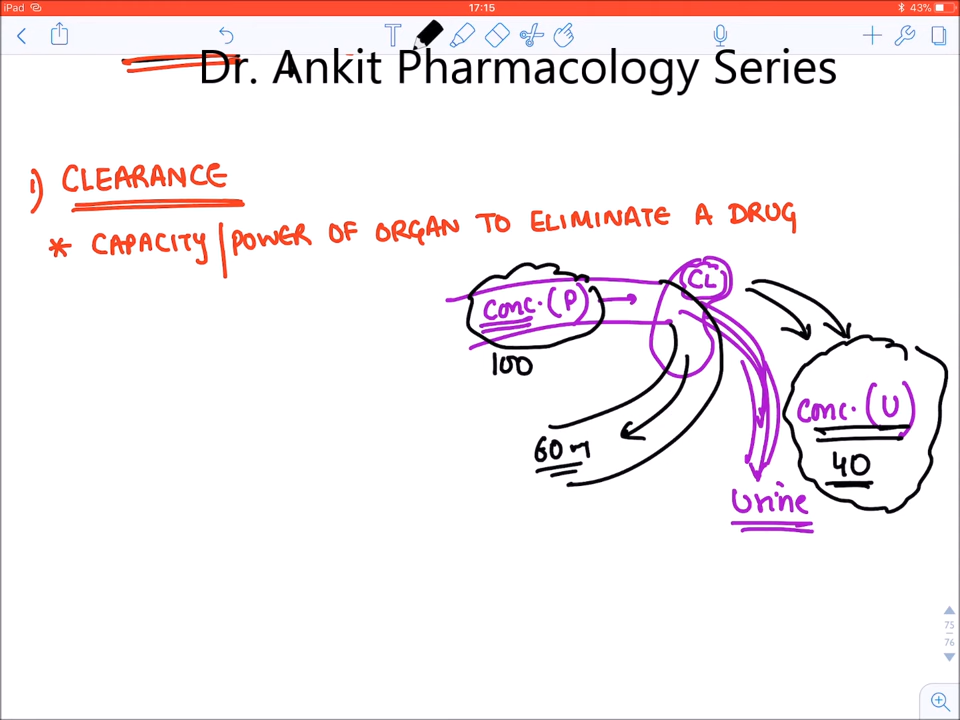 iPad 17:15 43%
Dr. Ankit Pharmacology Series
1) CLEARANCE
* CAPACITY/POWER OF ORGAN TO ELIMINATE A DRUG
CL
Conc. (P)
100
Conc. (U)
60
40
Urine
75
76